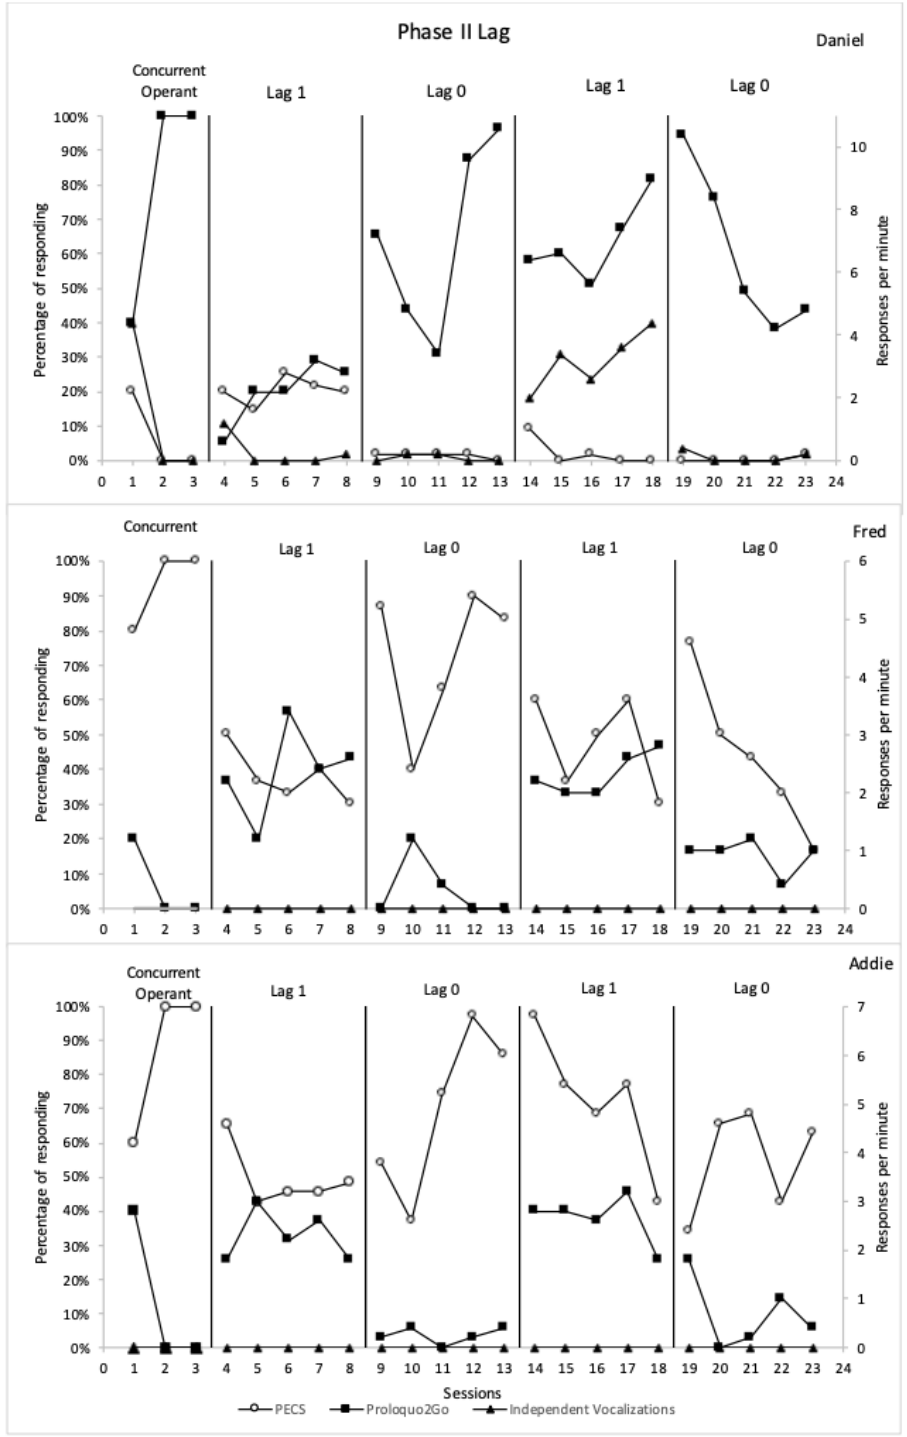 Phase II Lag
Daniel
Concurrent
Operant
Lag 1
Lag 0
Lag 1
Lag 0
Percentage of responding
100%
90%
80%
70%
60%
50%
40%
30%
20%
10%
0%
10
8
6
4
2
0
Responses per minute
0 1 2 3 4 5 6 7 8 9 10 11 12 13 14 15 16 17 18 19 20 21 22 23 24
Fred
Concurrent
Lag 1
Lag 0
Lag 1
Lag 0
Percentage of responding
100%
90%
80%
70%
60%
50%
40%
30%
20%
10%
0%
6
5
4
3
2
1
0
Responses per minute
0 1 2 3 4 5 6 7 8 9 10 11 12 13 14 15 16 17 18 19 20 21 22 23 24
Addie
Concurrent
Operant
Lag 1
Lag 0
Lag 1
Lag 0
Percentage of responding
100%
90%
80%
70%
60%
50%
40%
30%
20%
10%
0%
7
6
5
4
3
2
1
0
Responses per minute
0 1 2 3 4 5 6 7 8 9 10 11 12 13 14 15 16 17 18 19 20 21 22 23 24
Sessions
PECS Proloquo2Go Independent Vocalizations